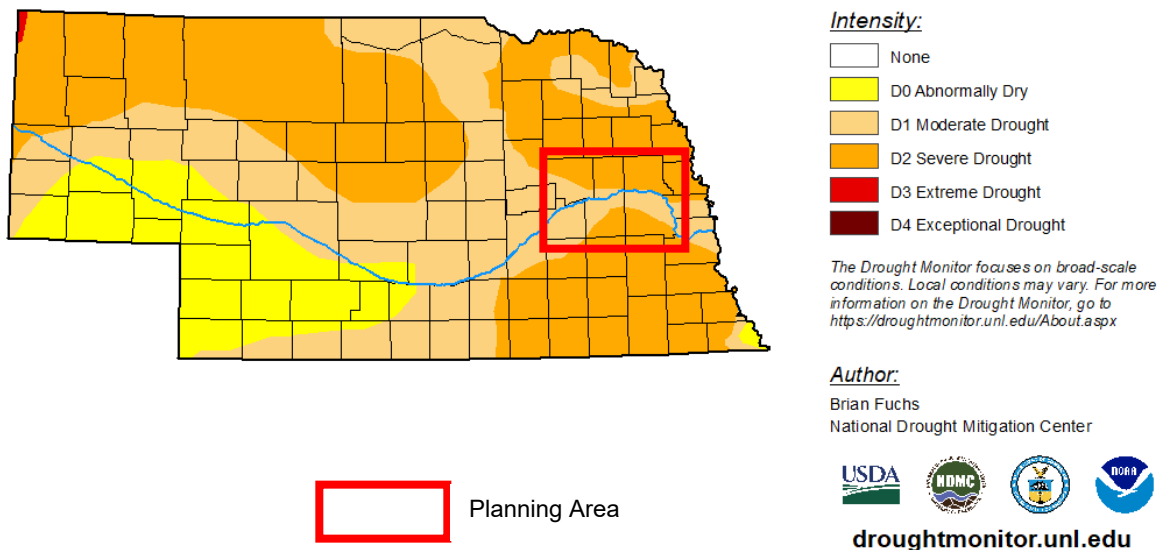 Intensity:
None
D0 Abnormally Dry
D1 Moderate Drought
D2 Severe Drought
D3 Extreme Drought
D4 Exceptional Drought
The Drought Monitor focuses on broad-scale
conditions. Local conditions may vary. For more
information on the Drought Monitor, go to
https://droughtmonitor.unl.edu/About.aspx
Author:
Brian Fuchs
National Drought Mitigation Center
USDA
NDMC
NOAA
droughtmonitor.unl.edu
Planning Area